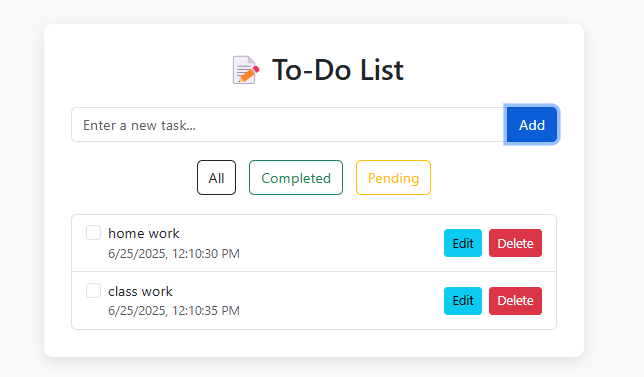 📝 To-Do List
Enter a new task... Add
All Completed Pending
home work
6/25/2025, 12:10:30 PM
Edit Delete
class work
6/25/2025, 12:10:35 PM
Edit Delete